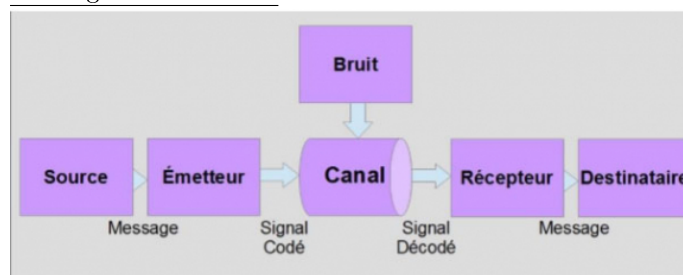 Bruit
Source
Émetteur
Canal
Récepteur
Destinataire
Message
Signal
Codé
Signal
Décodé
Message